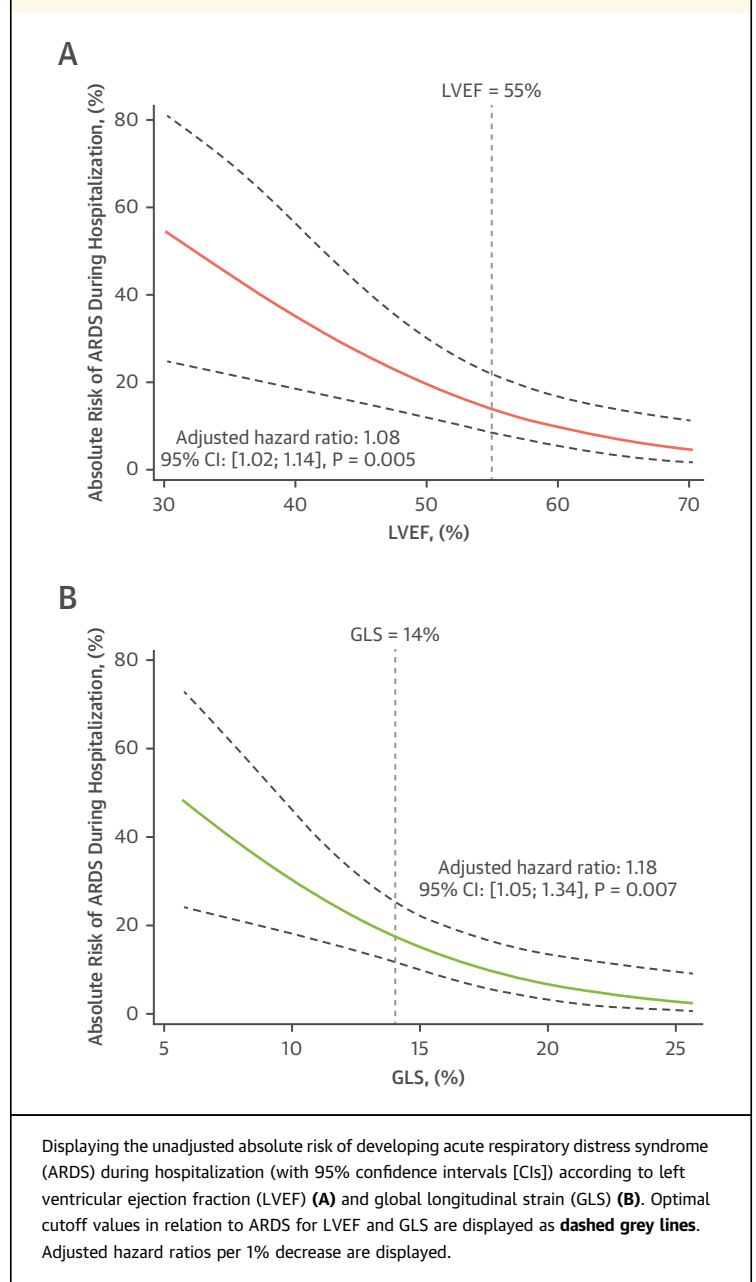 A
LVEF = 55%
Absolute Risk of ARDS During Hospitalization, (%)
80
60
40
20
0
Adjusted hazard ratio: 1.08
95% CI: [1.02; 1.14], P = 0.005
30 40 50 60 70
LVEF, (%)
B
GLS = 14%
Absolute Risk of ARDS During Hospitalization, (%)
80
60
40
20
0
Adjusted hazard ratio: 1.18
95% CI: [1.05; 1.34], P = 0.007
5 10 15 20 25
GLS, (%)
Displaying the unadjusted absolute risk of developing acute respiratory distress syndrome
(ARDS) during hospitalization (with 95% confidence intervals [CIs]) according to left
ventricular ejection fraction (LVEF) (A) and global longitudinal strain (GLS) (B). Optimal
cutoff values in relation to ARDS for LVEF and GLS are displayed as dashed grey lines.
Adjusted hazard ratios per 1% decrease are displayed.